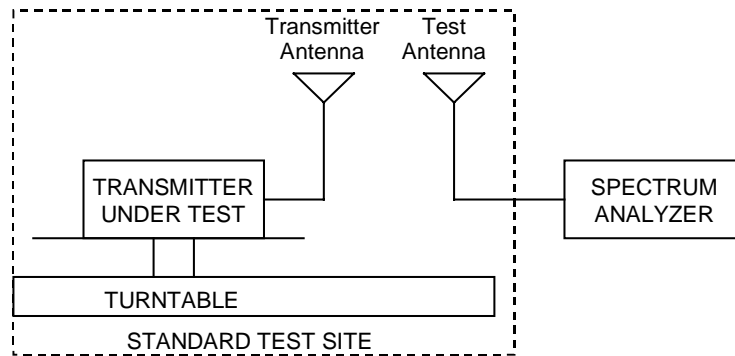 Transmitter
Antenna
Test
Antenna
TRANSMITTER
UNDER TEST
SPECTRUM
ANALYZER
TURNTABLE
STANDARD TEST SITE